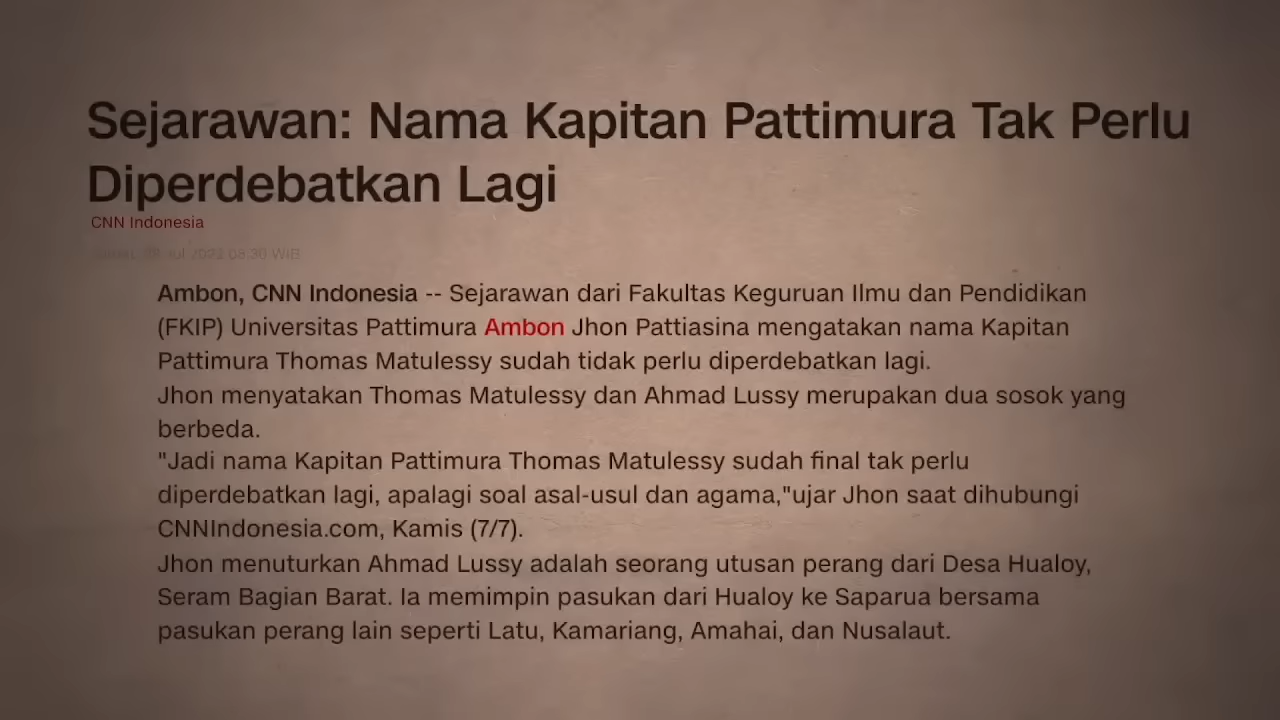 Sejarawan: Nama Kapitan Pattimura Tak Perlu
Diperdebatkan Lagi
CNN Indonesia
Jul 2022 08:30 WIB
Ambon, CNN Indonesia -- Sejarawan dari Fakultas Keguruan Ilmu dan Pendidikan
(FKIP) Universitas Pattimura Ambon Jhon Pattiasina mengatakan nama Kapitan
Pattimura Thomas Matulessy sudah tidak perlu diperdebatkan lagi.
Jhon menyatakan Thomas Matulessy dan Ahmad Lussy merupakan dua sosok yang
berbeda.
"Jadi nama Kapitan Pattimura Thomas Matulessy sudah final tak perlu
diperdebatkan lagi, apalagi soal asal-usul dan agama,"ujar Jhon saat dihubungi
CNNIndonesia.com, Kamis (7/7).
Jhon menuturkan Ahmad Lussy adalah seorang utusan perang dari Desa Hualoy,
Seram Bagian Barat. Ia memimpin pasukan dari Hualoy ke Saparua bersama
pasukan perang lain seperti Latu, Kamariang, Amahai, dan Nusalaut.